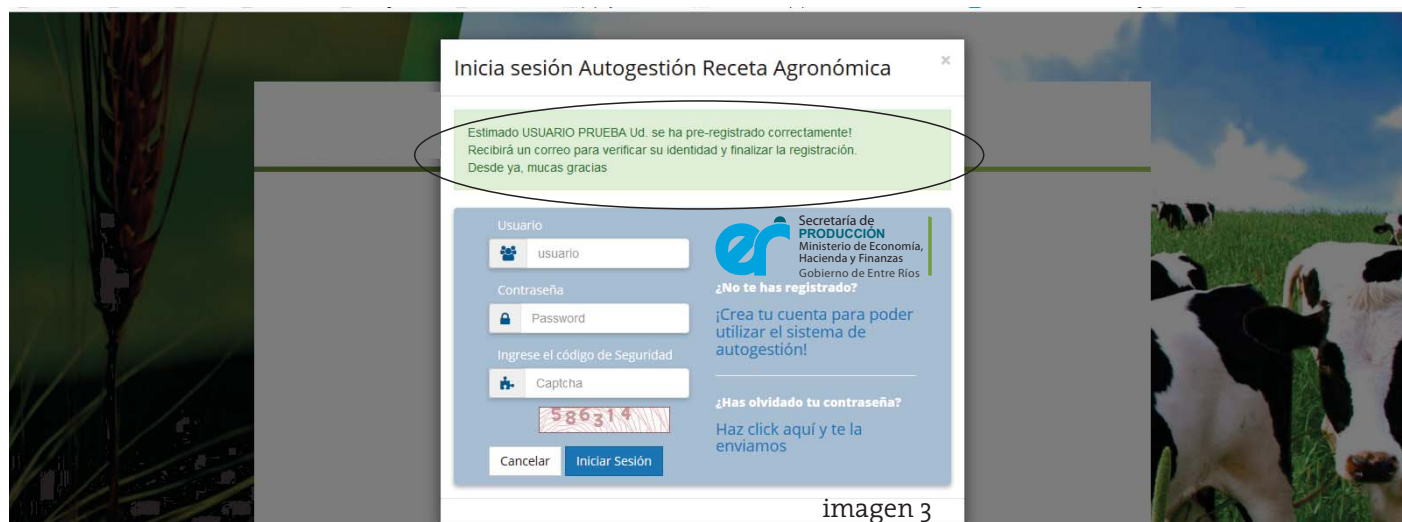 Inicia sesión Autogestión Receta Agronómica
×
Estimado USUARIO PRUEBA Ud. se ha pre-registrado correctamente!
Recibirá un correo para verificar su identidad y finalizar la registración.
Desde ya, mucas gracias
Usuario
usuario
Contraseña
Password
Ingrese el código de Seguridad
Captcha
586314
Cancelar
Iniciar Sesión
er
Secretaría de
PRODUCCIÓN
Ministerio de Economía,
Hacienda y Finanzas
Gobierno de Entre Ríos
¿No te has registrado?
¡Crea tu cuenta para poder
utilizar el sistema de
autogestión!
¿Has olvidado tu contraseña?
Haz click aquí y te la
enviamos
imagen 3